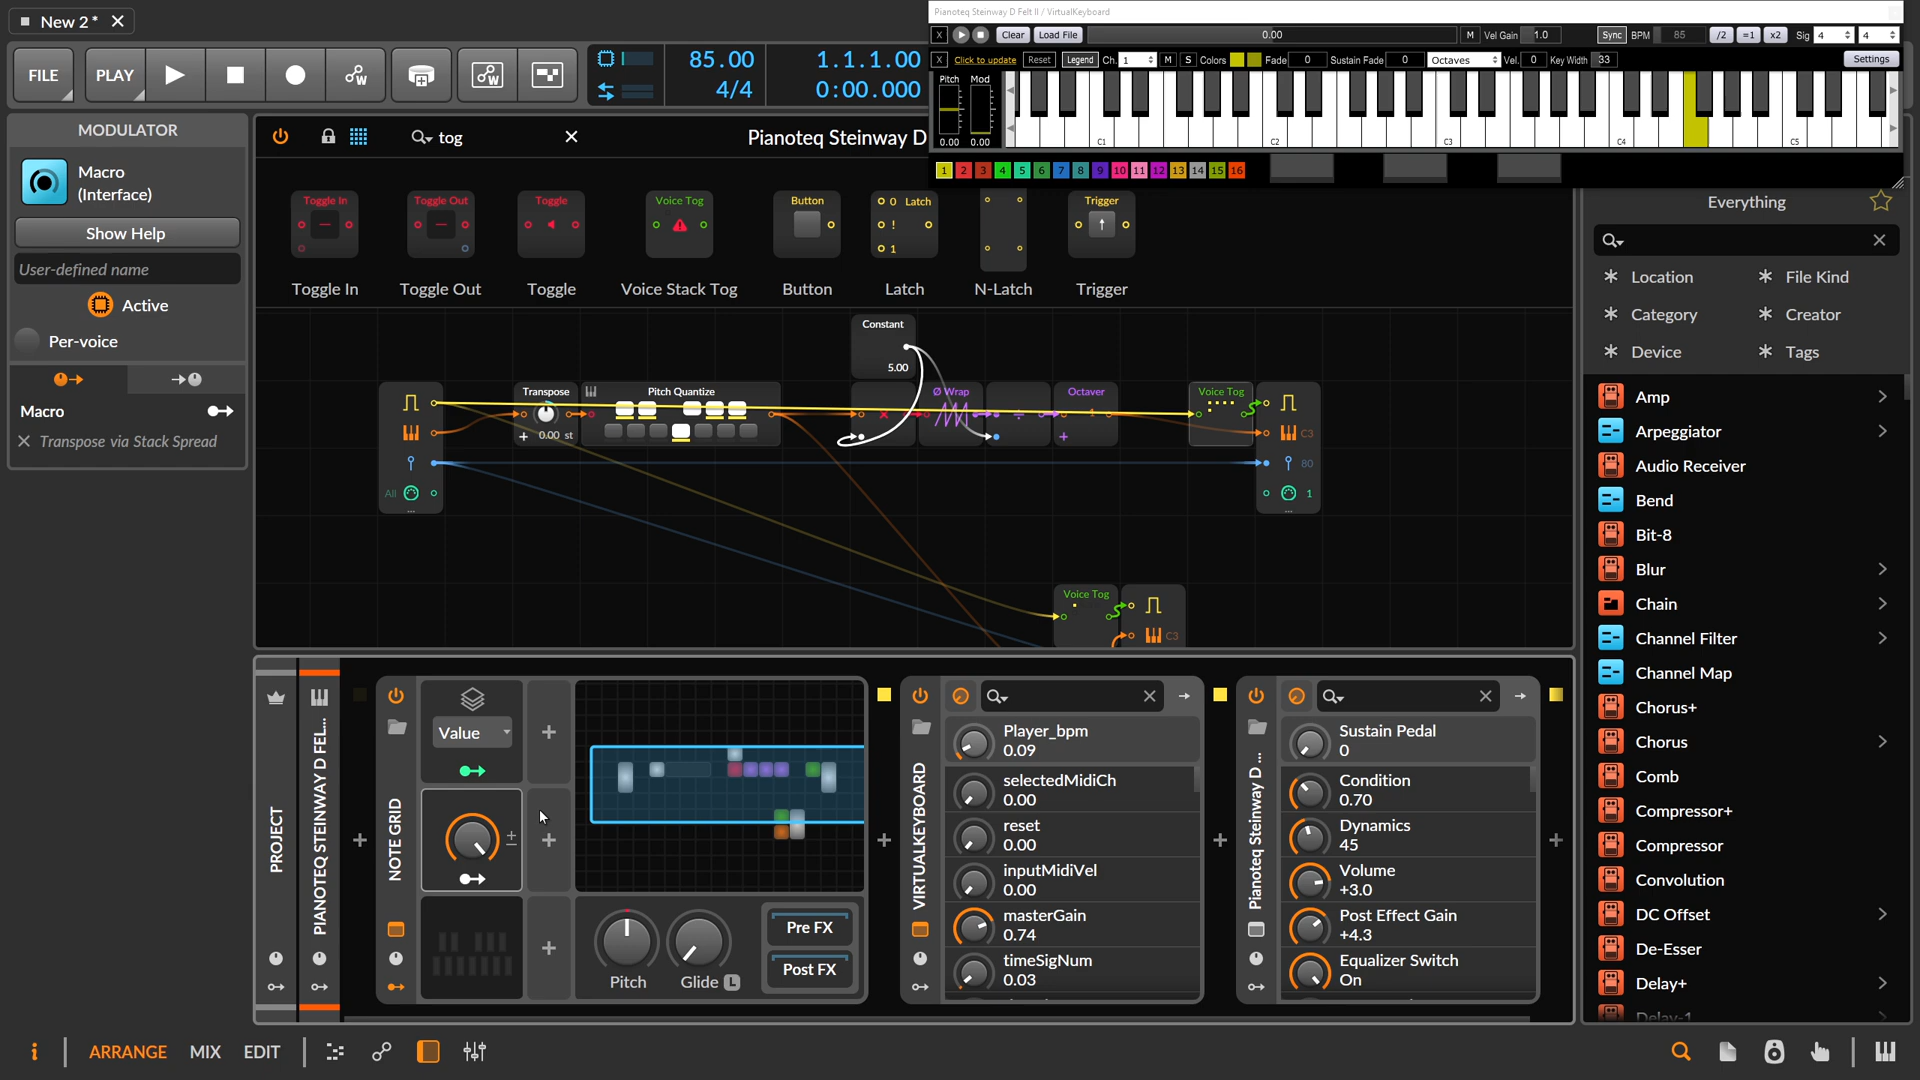 New 2 *
Pianoteq Steinway D Felt II / VirtualKeyboard
X
Clear
Load File
0.00
M
Vel Gain
1.0
Sync
BPM
85
/2
=1
x2
Sig
4
4
X
Click to update
Reset
Legend
Ch.
1
M
S
Colors
Fade
0
Sustain Fade
0
Octaves
Vel.
0
Key Width
33
Settings
Pitch
Mod
0.00
0.00
C1
C2
C3
C4
C5
1 2 3 4 5 6 7 8 9 10 11 12 13 14 15 16
FILE
PLAY
85.00
4/4
1.1.1.00
0:00.000
MODULATOR
Macro
(Interface)
Show Help
User-defined name
Active
Per-voice
Macro
Transpose via Stack Spread
tog
Pianoteq Steinway D
Toggle In
Toggle Out
Toggle
Voice Tog
Button
0 Latch
!
1
Trigger
Toggle In
Toggle Out
Toggle
Voice Stack Tog
Button
Latch
N-Latch
Trigger
Constant
5.00
Transpose
0.00 st
Pitch Quantize
Ø Wrap
Octaver
Voice Tog
C3
80
All
1
Voice Tog
C3
Everything
Location
File Kind
Category
Creator
Device
Tags
Amp
Arpeggiator
Audio Receiver
Bend
Bit-8
Blur
Chain
Channel Filter
Channel Map
Chorus+
Chorus
Comb
Compressor+
Compressor
Convolution
DC Offset
De-Esser
Delay+
Delay-1
PROJECT
PIANOTEQ STEINWAY D FEL...
NOTE GRID
Value
Pitch
Glide
L
Pre FX
Post FX
VIRTUALKEYBOARD
Player_bpm
0.09
selectedMidiCh
0.00
reset
0.00
inputMidiVel
0.00
masterGain
0.74
timeSigNum
0.03
Pianoteq Steinway D ...
Sustain Pedal
0
Condition
0.70
Dynamics
45
Volume
+3.0
Post Effect Gain
+4.3
Equalizer Switch
On
i
ARRANGE
MIX
EDIT